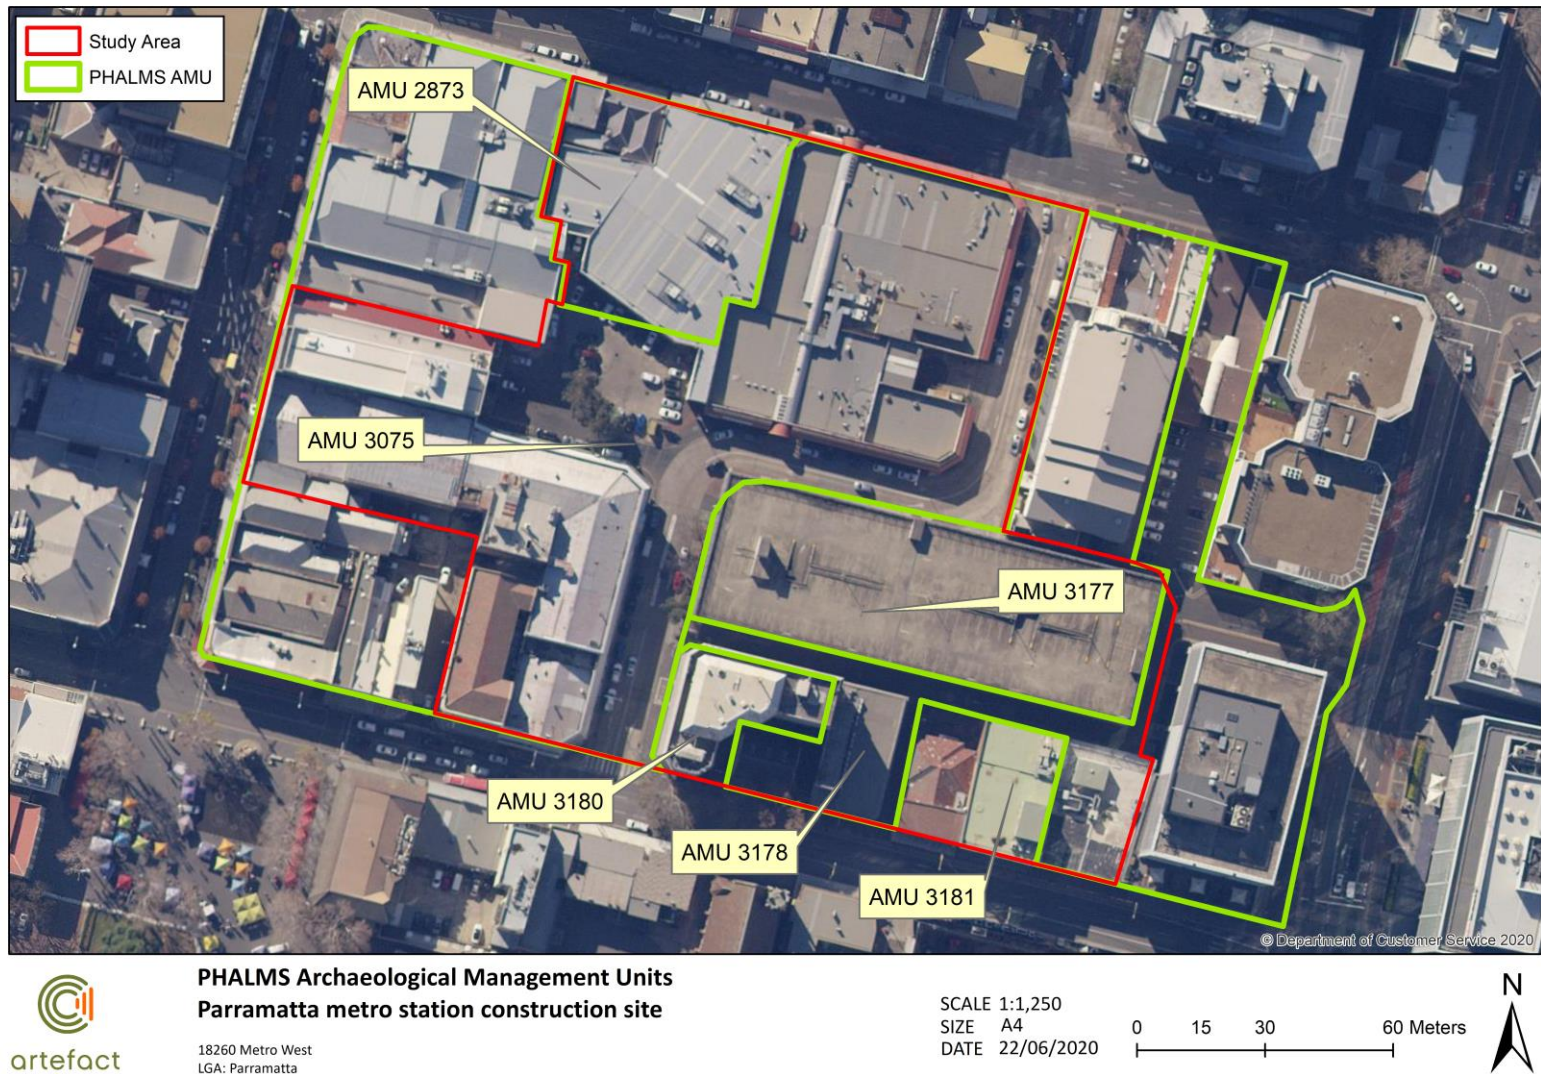 Study Area
PHALMS AMU
AMU 2873
AMU 3075
AMU 3177
AMU 3180
AMU 3178
AMU 3181
© Department of Customer Service 2020
artefact
PHALMS Archaeological Management Units
Parramatta metro station construction site
18260 Metro West
LGA: Parramatta
SCALE 1:1,250
SIZE A4
DATE 22/06/2020
0 15 30 60 Meters
N